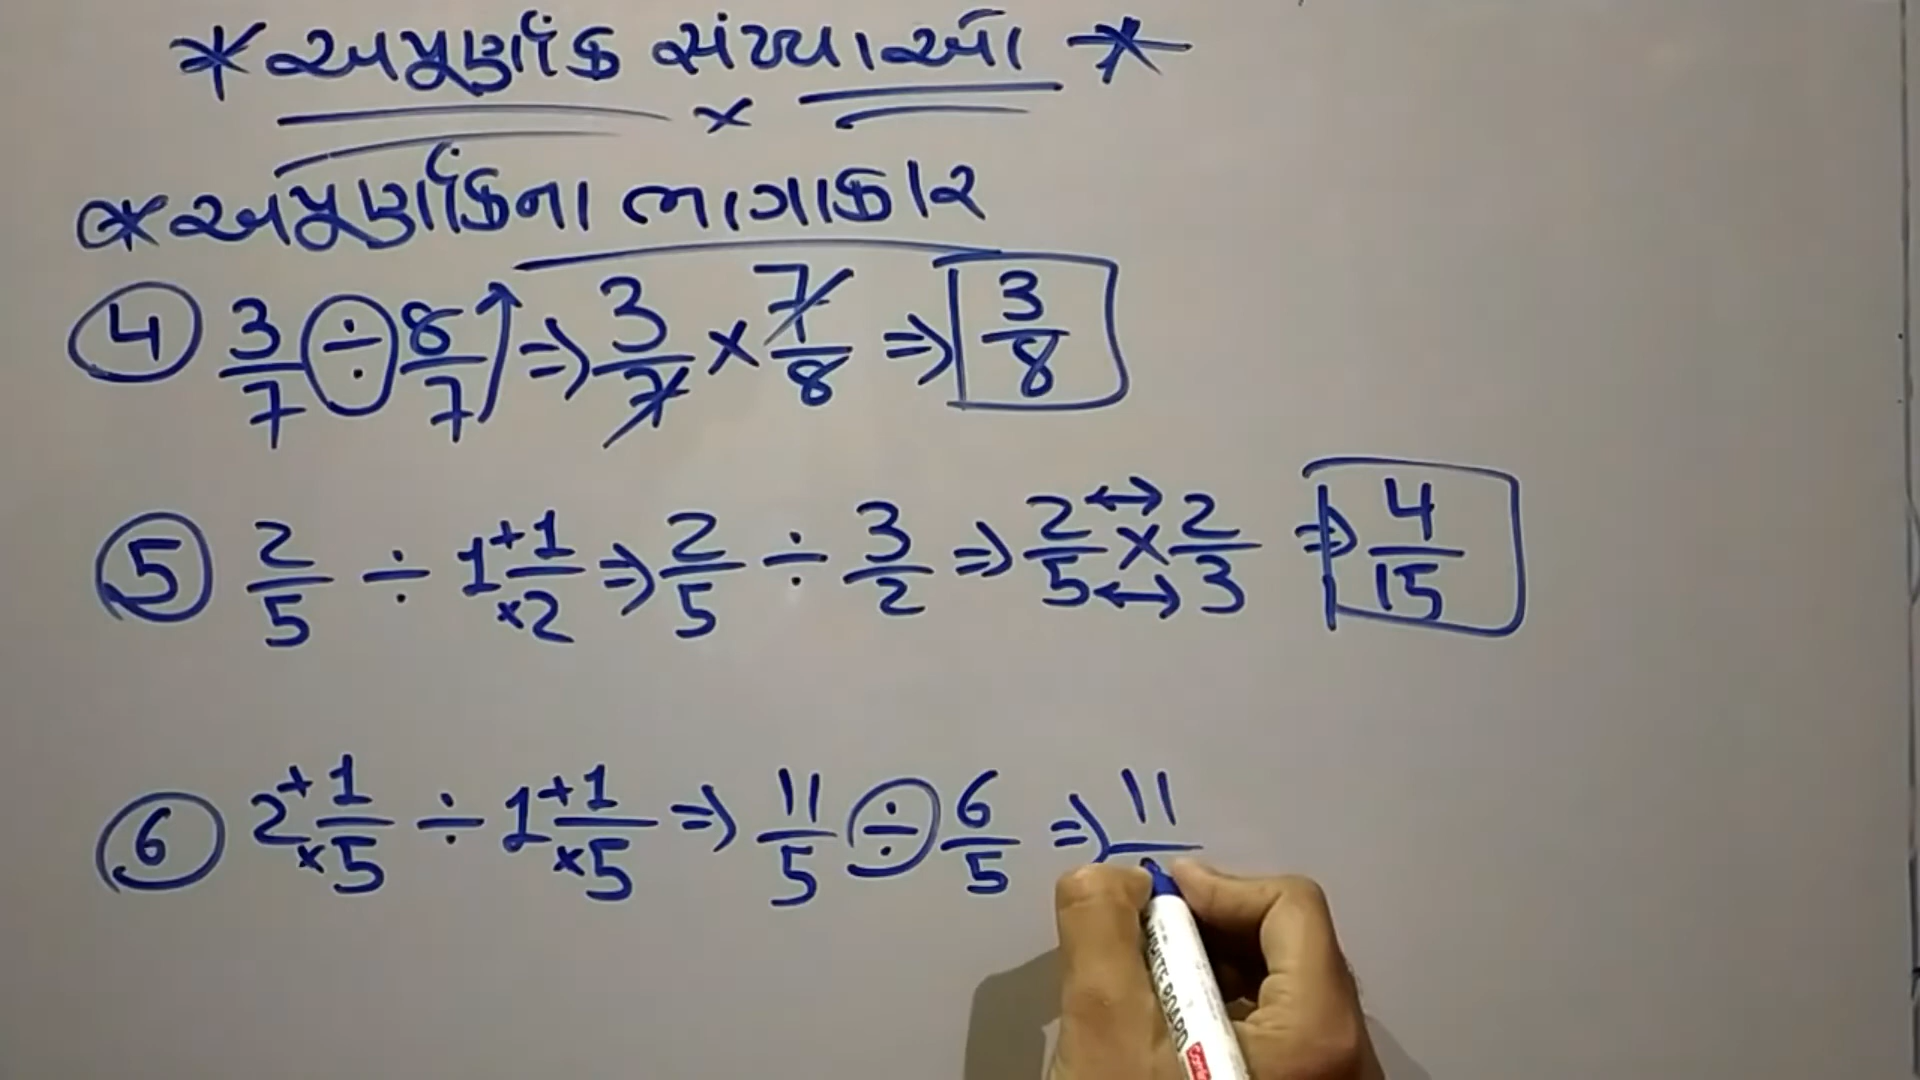 * અપૂર્ણાંક સંખ્યાઓ *
×
* અપૂર્ણાંકના ભાગાકાર
4 3/7 ÷ 8/7 => 3/7 × 7/8 => 3/8
5 2/5 ÷ 1+1/×2 => 2/5 ÷ 3/2 => 2/5 × 2/3 => 4/15
6 2+1/×5 ÷ 1+1/×5 => 11/5 ÷ 6/5 => 11/
WHITE BOARD